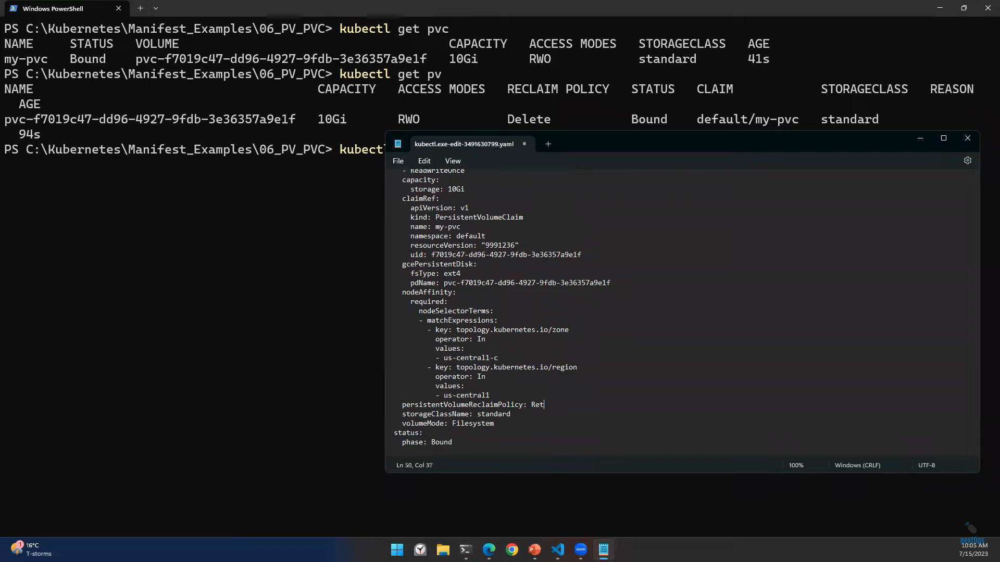 Windows PowerShell
PS C:\Kubernetes\Manifest_Examples\06_PV_PVC> kubectl get pvc
NAME STATUS VOLUME CAPACITY ACCESS MODES STORAGECLASS AGE
my-pvc Bound pvc-f7019c47-dd96-4927-9fdb-3e36357a9e1f 10Gi RWO standard 41s
PS C:\Kubernetes\Manifest_Examples\06_PV_PVC> kubectl get pv
NAME CAPACITY ACCESS MODES RECLAIM POLICY STATUS CLAIM STORAGECLASS REASON
AGE
pvc-f7019c47-dd96-4927-9fdb-3e36357a9e1f 10Gi RWO Delete Bound default/my-pvc standard
94s
PS C:\Kubernetes\Manifest_Examples\06_PV_PVC> kubectl
kubectl.exe-edit-3491630799.yaml
File Edit View
- ReadWriteOnce
capacity:
storage: 10Gi
claimRef:
apiVersion: v1
kind: PersistentVolumeClaim
name: my-pvc
namespace: default
resourceVersion: "9991236"
uid: f7019c47-dd96-4927-9fdb-3e36357a9e1f
gcePersistentDisk:
fsType: ext4
pdName: pvc-f7019c47-dd96-4927-9fdb-3e36357a9e1f
nodeAffinity:
required:
nodeSelectorTerms:
- matchExpressions:
- key: topology.kubernetes.io/zone
operator: In
values:
- us-central1-c
- key: topology.kubernetes.io/region
operator: In
values:
- us-central1
persistentVolumeReclaimPolicy: Ret
storageClassName: standard
volumeMode: Filesystem
status:
phase: Bound
Ln 50, Col 37 100% Windows (CRLF) UTF-8
nextOps
1
16°C
T-storms
zoom
10:05 AM
7/15/2023